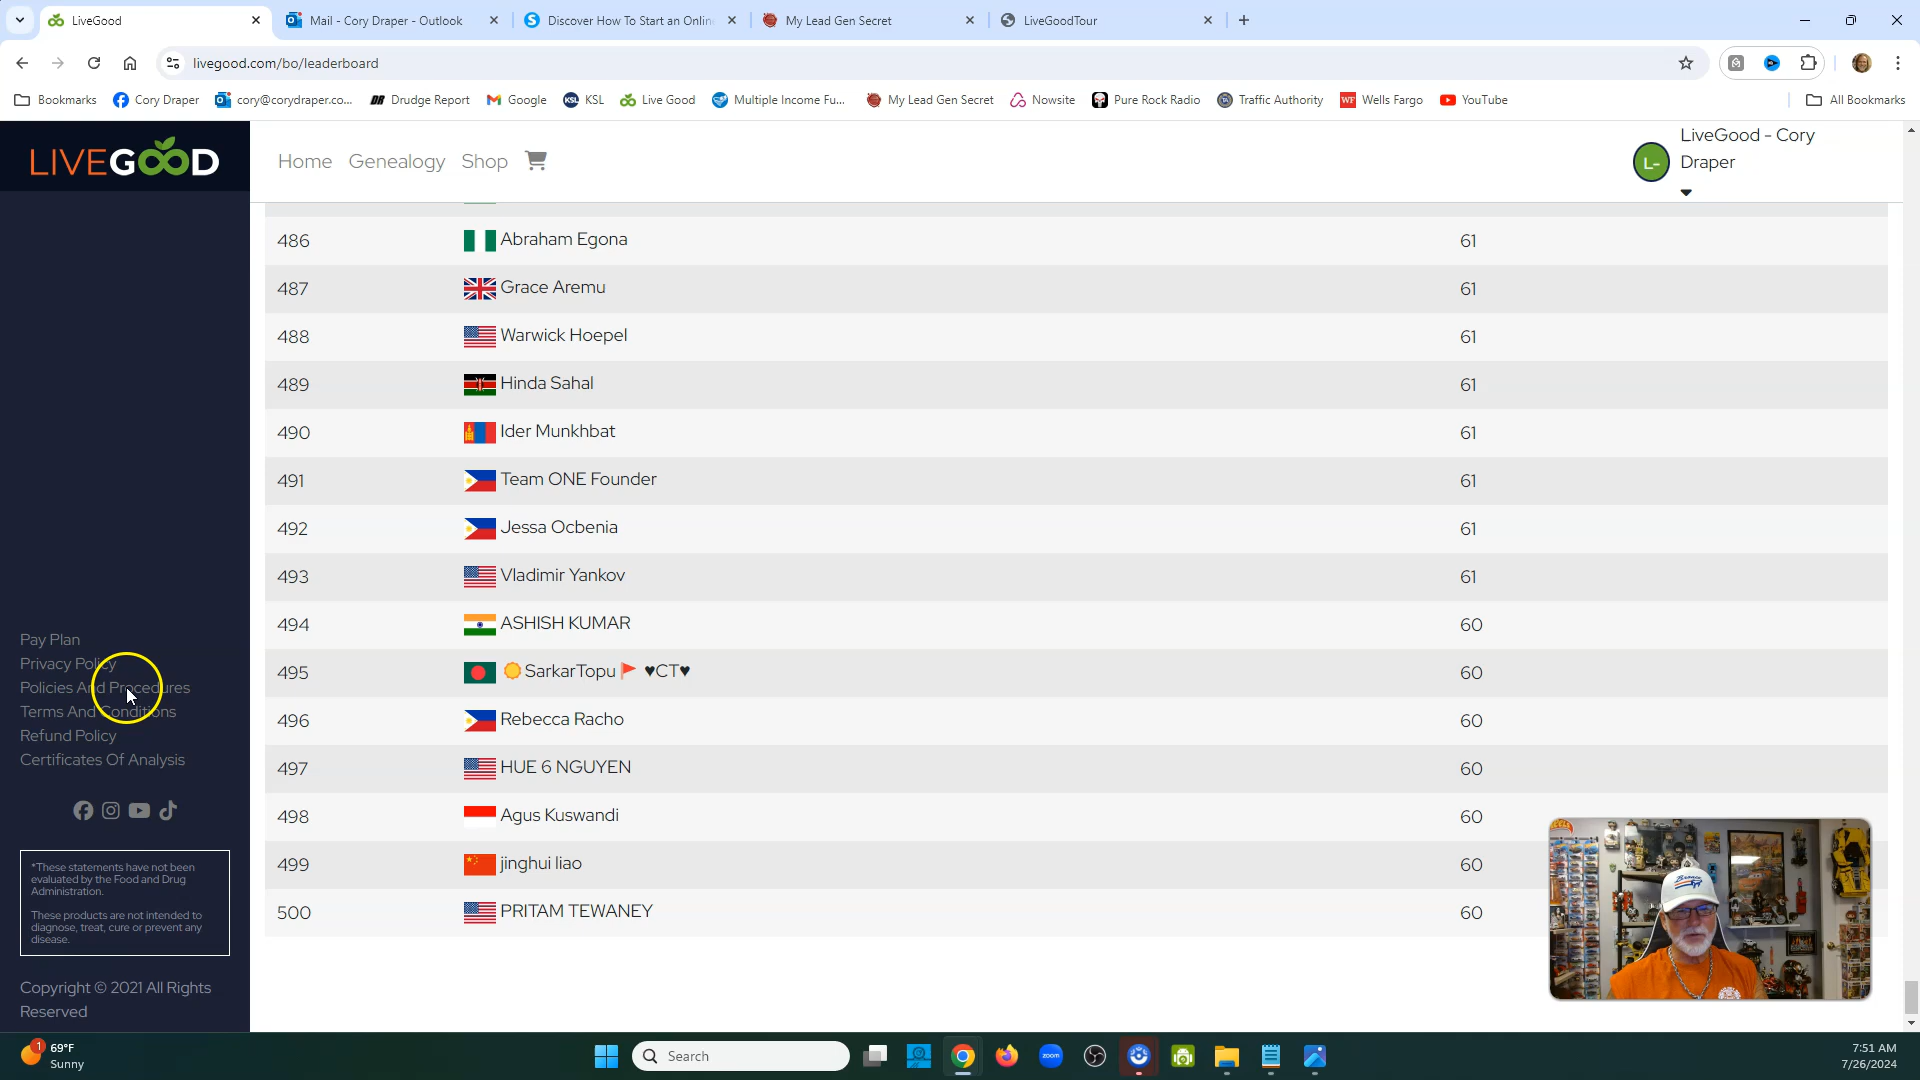 LiveGood
Mail - Cory Draper - Outlook
Discover How To Start an Onlin
My Lead Gen Secret
LiveGoodTour
livegood.com/bo/leaderboard
Bookmarks
Cory Draper
cory@corydraper.co...
Drudge Report
Google
KSL
Live Good
Multiple Income Fu...
My Lead Gen Secret
Nowsite
Pure Rock Radio
Traffic Authority
Wells Fargo
YouTube
All Bookmarks
LIVEGOOD
Home
Genealogy
Shop
L-
LiveGood - Cory
Draper
486 Abraham Egona 61
487 Grace Aremu 61
488 Warwick Hoepel 61
489 Hinda Sahal 61
490 Ider Munkhbat 61
491 Team ONE Founder 61
492 Jessa Ocbenia 61
493 Vladimir Yankov 61
494 ASHISH KUMAR 60
495 🌞SarkarTopu🚩 ♥CT♥ 60
496 Rebecca Racho 60
497 HUE 6 NGUYEN 60
498 Agus Kuswandi 60
499 jinghui liao 60
500 PRITAM TEWANEY 60
Pay Plan
Privacy Policy
Policies And Procedures
Terms And Conditions
Refund Policy
Certificates Of Analysis
*These statements have not been
evaluated by the Food and Drug
Administration.
These products are not intended to
diagnose, treat, cure or prevent any
disease.
Copyright © 2021 All Rights
Reserved
1
69°F
Sunny
Search
zoom
7:51 AM
7/26/2024